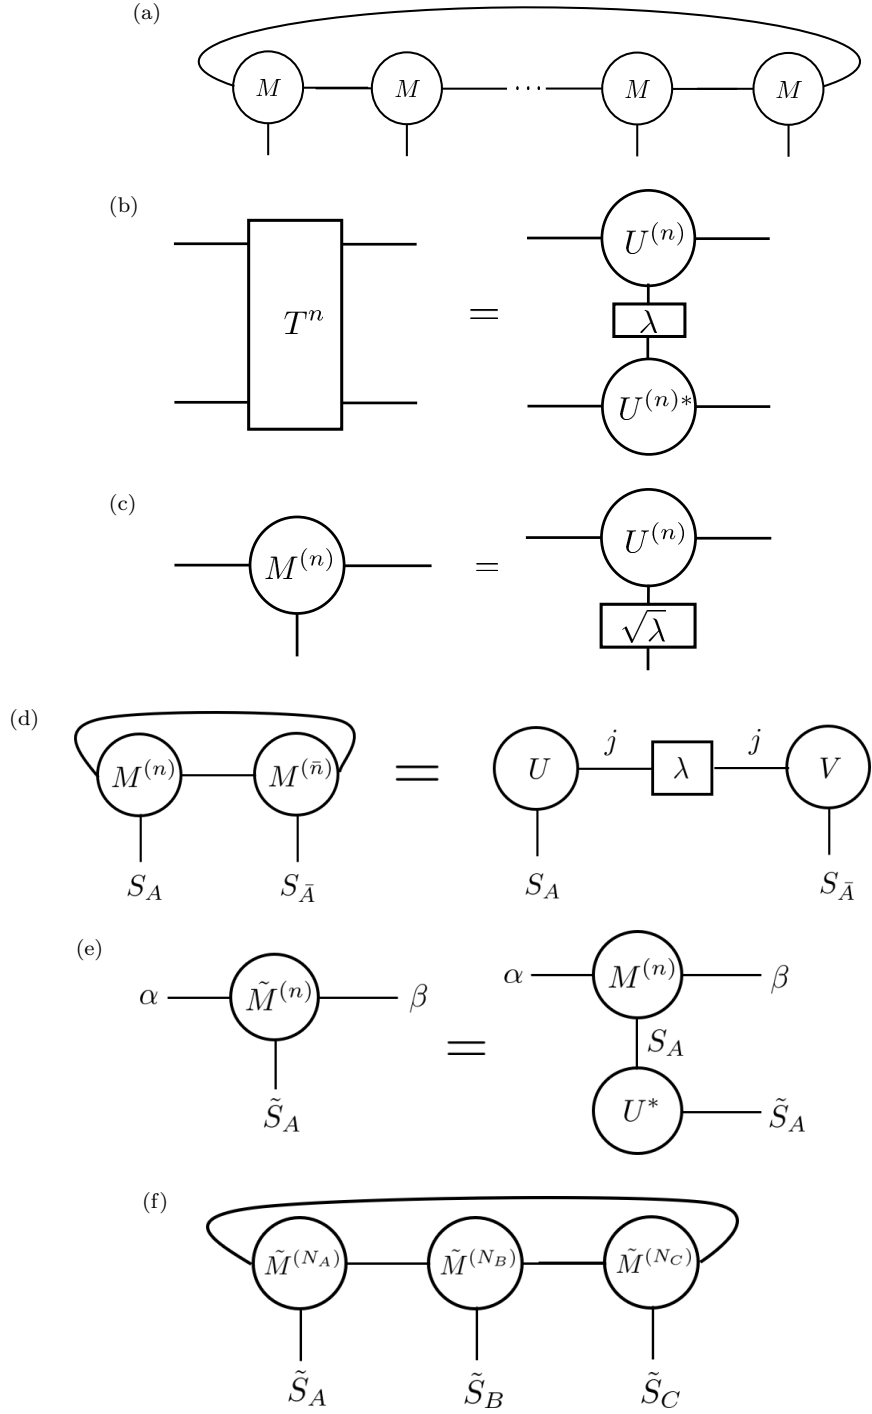 (a)
M M ⋯ M M
(b)
T^n = U^{(n)}
λ
U^{(n)*}
(c)
M^{(n)} = U^{(n)}
√λ
(d)
M^{(n)} M^{(n̄)} = U j λ j V
S_A S_Ā S_A S_Ā
(e)
α M̃^{(n)} β = α M^{(n)} β
S_A
S̃_A U^* S̃_A
(f)
M̃^{(N_A)} M̃^{(N_B)} M̃^{(N_C)}
S̃_A S̃_B S̃_C